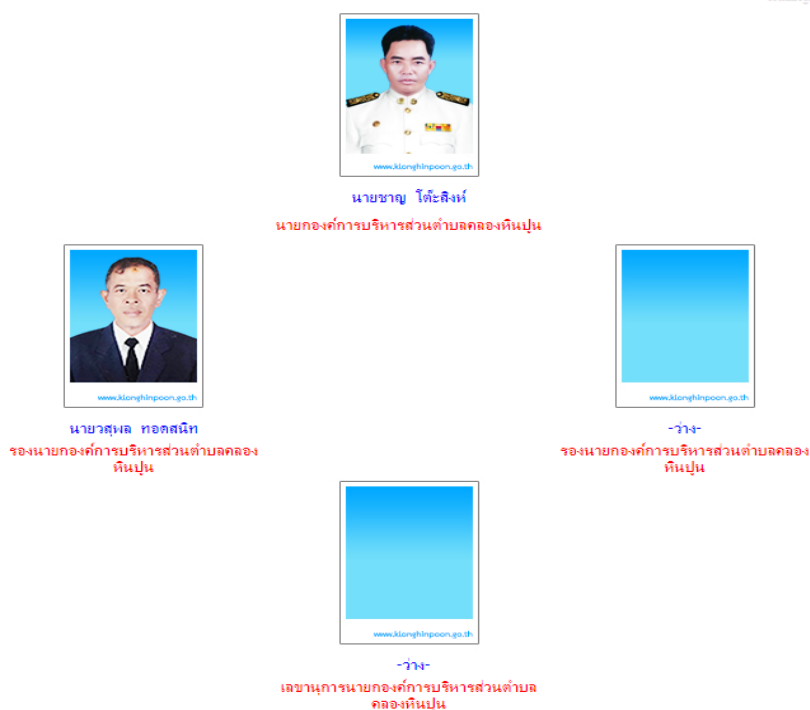 www.klonghinpoon.go.th
นายชาญ โต๊ะสิงห์
นายกองค์การบริหารส่วนตำบลคลองหินปูน
www.klonghinpoon.go.th
www.klonghinpoon.go.th
นายวสุพล ทอดสนิท
-ว่าง-
รองนายกองค์การบริหารส่วนตำบลคลอง
หินปูน
รองนายกองค์การบริหารส่วนตำบลคลอง
หินปูน
www.klonghinpoon.go.th
-ว่าง-
เลขานุการนายกองค์การบริหารส่วนตำบล
คลองหินปูน